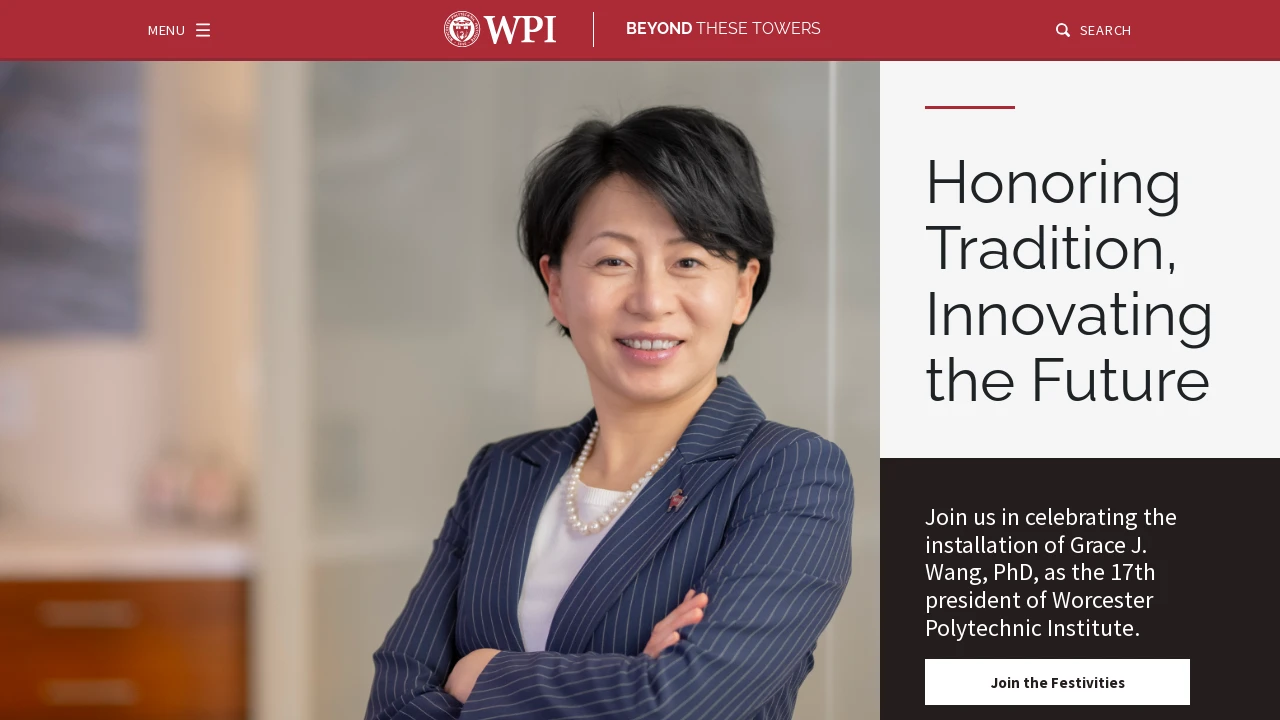 MENU
WPI
BEYOND THESE TOWERS
SEARCH
Honoring
Tradition,
Innovating
the Future
Join us in celebrating the
installation of Grace J.
Wang, PhD, as the 17th
president of Worcester
Polytechnic Institute.
Join the Festivities